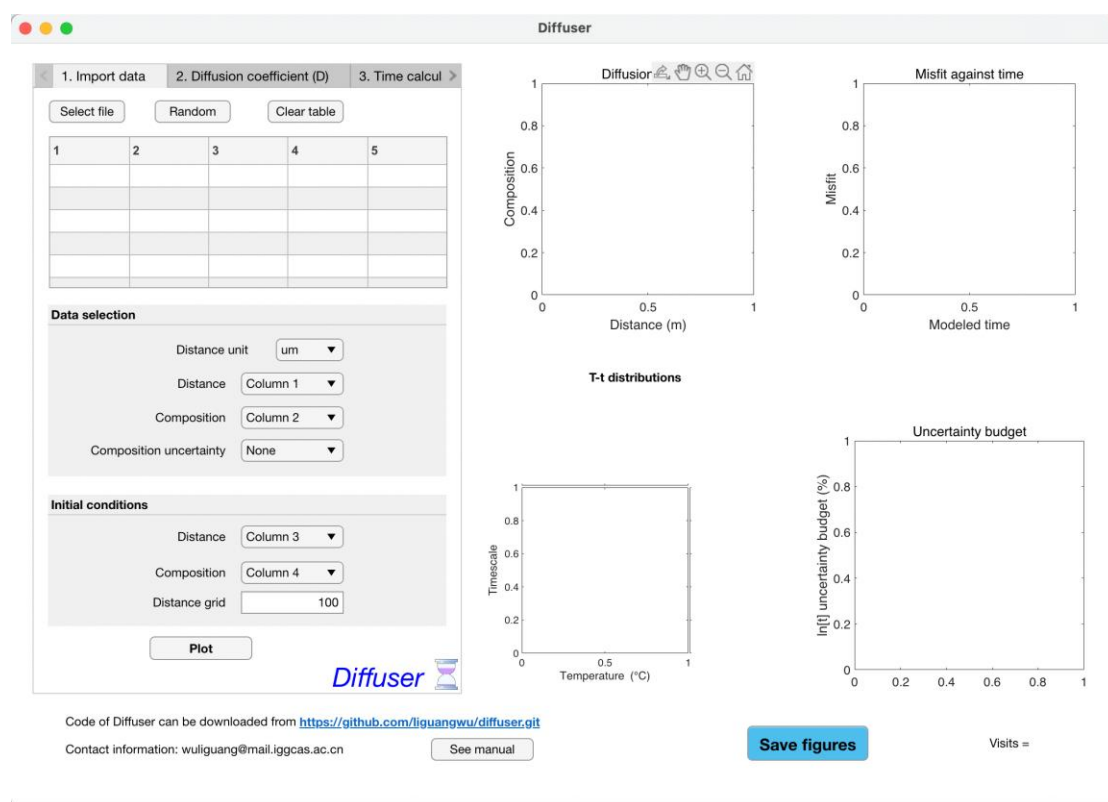 Diffuser
1. Import data 2. Diffusion coefficient (D) 3. Time calcul
Select file Random Clear table
1 2 3 4 5
Data selection
Distance unit um
Distance Column 1
Composition Column 2
Composition uncertainty None
Initial conditions
Distance Column 3
Composition Column 4
Distance grid 100
Plot
Diffuser
Diffusior
1
0.8
0.6
0.4
0.2
0
0 0.5 1
Composition
Distance (m)
Misfit against time
1
0.8
0.6
0.4
0.2
0
0 0.5 1
Misfit
Modeled time
T-t distributions
1
0.8
0.6
0.4
0.2
0
0 0.5 1
Timescale
Temperature (°C)
Uncertainty budget
1
0.8
0.6
0.4
0.2
0
0 0.2 0.4 0.6 0.8 1
ln[t] uncertainty budget (%)
Code of Diffuser can be downloaded from https://github.com/liguangwu/diffuser.git
Contact information: wuliguang@mail.iggcas.ac.cn
See manual
Save figures
Visits =